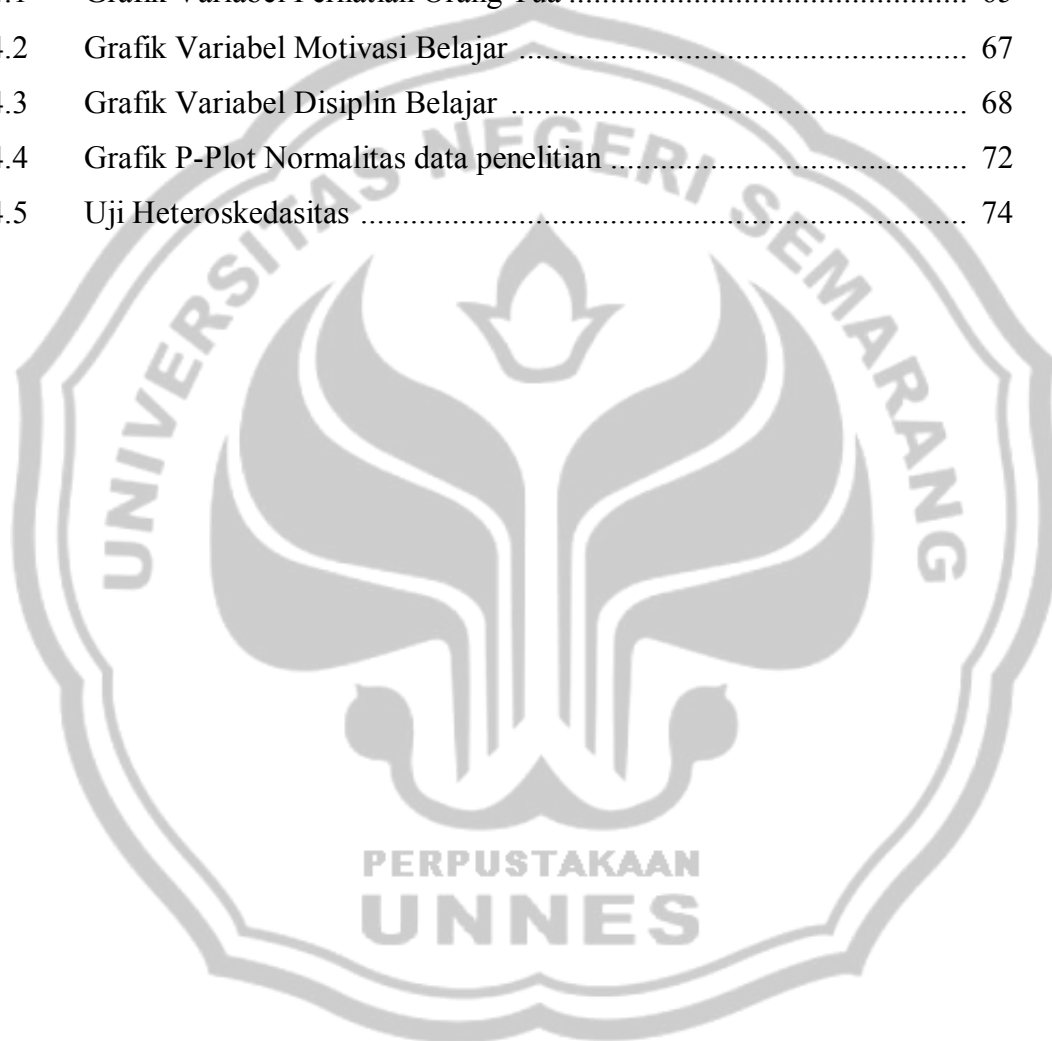 4.2 Grafik Variabel Motivasi Belajar ........................................................ 67
4.3 Grafik Variabel Disiplin Belajar ......................................................... 68
4.4 Grafik P-Plot Normalitas data penelitian ............................................ 72
4.5 Uji Heteroskedasitas ........................................................................... 74
UNIVERSITAS NEGERI SEMARANG
PERPUSTAKAAN
UNNES